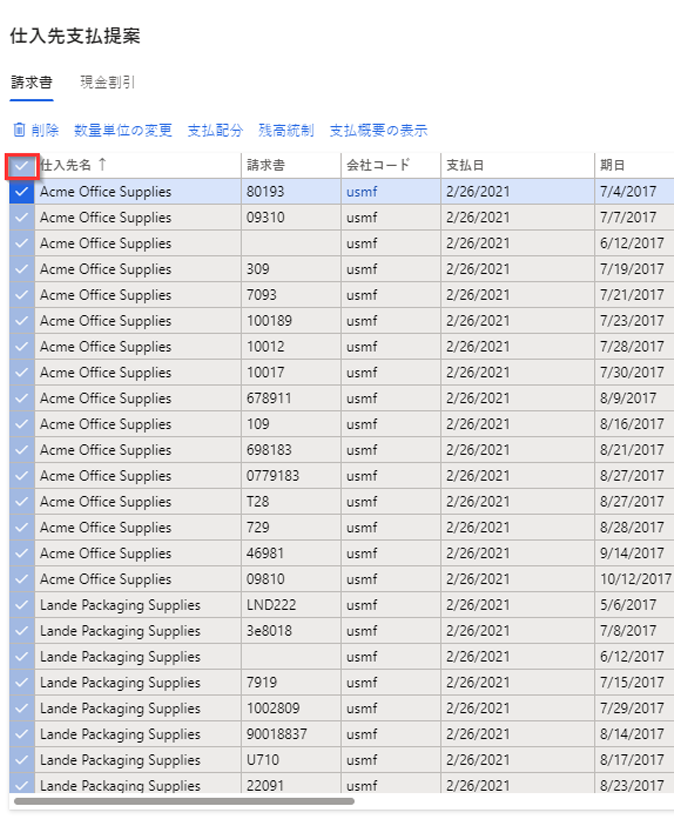 仕入先支払提案
請求書 現金割引
削除 数量単位の変更 支払配分 残高統制 支払概要の表示
仕入先名 ↑ 請求書 会社コード 支払日 期日
Acme Office Supplies 80193 usmf 2/26/2021 7/4/2017
Acme Office Supplies 09310 usmf 2/26/2021 7/7/2017
Acme Office Supplies usmf 2/26/2021 6/12/2017
Acme Office Supplies 309 usmf 2/26/2021 7/19/2017
Acme Office Supplies 7093 usmf 2/26/2021 7/21/2017
Acme Office Supplies 100189 usmf 2/26/2021 7/23/2017
Acme Office Supplies 10012 usmf 2/26/2021 7/28/2017
Acme Office Supplies 10017 usmf 2/26/2021 7/30/2017
Acme Office Supplies 678911 usmf 2/26/2021 8/9/2017
Acme Office Supplies 109 usmf 2/26/2021 8/16/2017
Acme Office Supplies 698183 usmf 2/26/2021 8/21/2017
Acme Office Supplies 0779183 usmf 2/26/2021 8/27/2017
Acme Office Supplies T28 usmf 2/26/2021 8/27/2017
Acme Office Supplies 729 usmf 2/26/2021 8/28/2017
Acme Office Supplies 46981 usmf 2/26/2021 9/14/2017
Acme Office Supplies 09810 usmf 2/26/2021 10/12/2017
Lande Packaging Supplies LND222 usmf 2/26/2021 5/6/2017
Lande Packaging Supplies 3e8018 usmf 2/26/2021 7/8/2017
Lande Packaging Supplies usmf 2/26/2021 6/12/2017
Lande Packaging Supplies 7919 usmf 2/26/2021 7/15/2017
Lande Packaging Supplies 1002809 usmf 2/26/2021 7/29/2017
Lande Packaging Supplies 90018837 usmf 2/26/2021 8/14/2017
Lande Packaging Supplies U710 usmf 2/26/2021 8/17/2017
Lande Packaging Supplies 22091 usmf 2/26/2021 8/23/2017